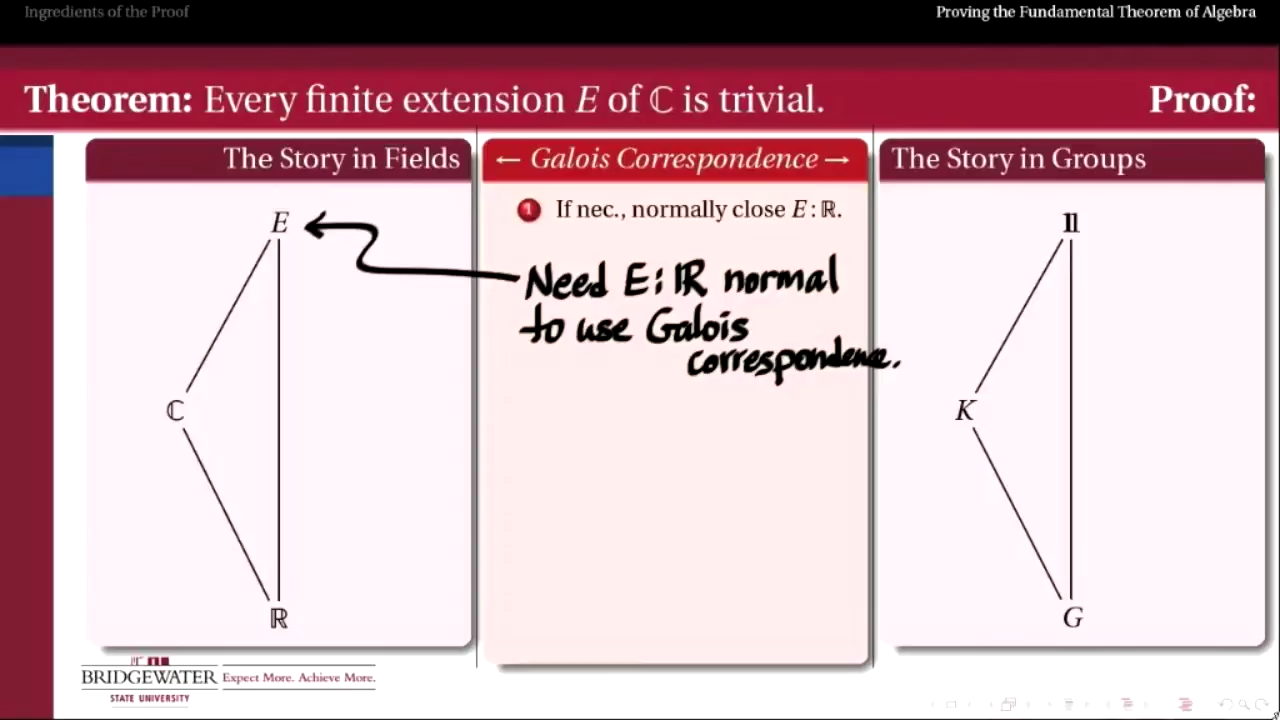 Ingredients of the Proof
Proving the Fundamental Theorem of Algebra
Theorem: Every finite extension E of ℂ is trivial.
Proof:
The Story in Fields
← Galois Correspondence →
The Story in Groups
E
ℂ
ℝ
1 If nec., normally close E : ℝ.
Need E : ℝ normal
to use Galois
correspondence.
𝟙
K
G
BRIDGEWATER
STATE UNIVERSITY
Expect More. Achieve More.